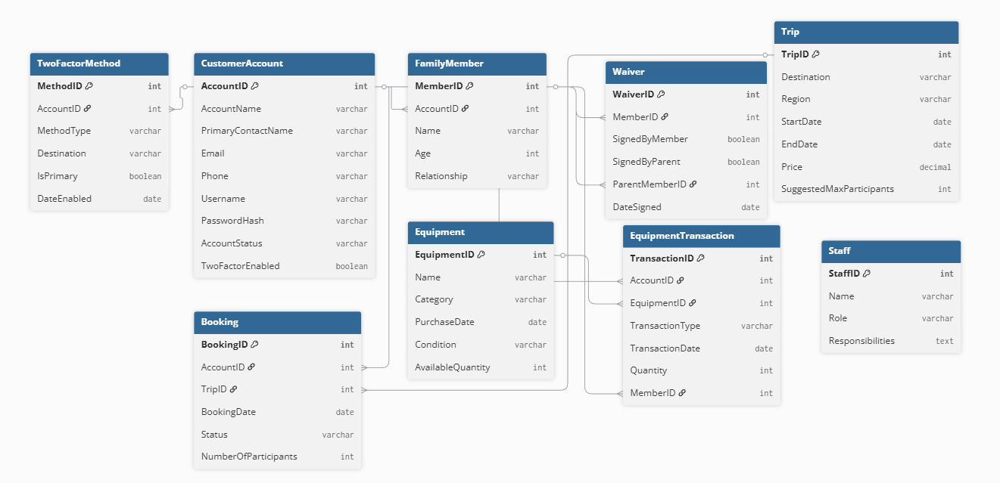 TwoFactorMethod
MethodID int
AccountID int
MethodType varchar
Destination varchar
IsPrimary boolean
DateEnabled date
CustomerAccount
AccountID int
AccountName varchar
PrimaryContactName varchar
Email varchar
Phone varchar
Username varchar
PasswordHash varchar
AccountStatus varchar
TwoFactorEnabled boolean
FamilyMember
MemberID int
AccountID int
Name varchar
Age int
Relationship varchar
Waiver
WaiverID int
MemberID int
SignedByMember boolean
SignedByParent boolean
ParentMemberID int
DateSigned date
Trip
TripID int
Destination varchar
Region varchar
StartDate date
EndDate date
Price decimal
SuggestedMaxParticipants int
Booking
BookingID int
AccountID int
TripID int
BookingDate date
Status varchar
NumberOfParticipants int
Equipment
EquipmentID int
Name varchar
Category varchar
PurchaseDate date
Condition varchar
AvailableQuantity int
EquipmentTransaction
TransactionID int
AccountID int
EquipmentID int
TransactionType varchar
TransactionDate date
Quantity int
MemberID int
Staff
StaffID int
Name varchar
Role varchar
Responsibilities text